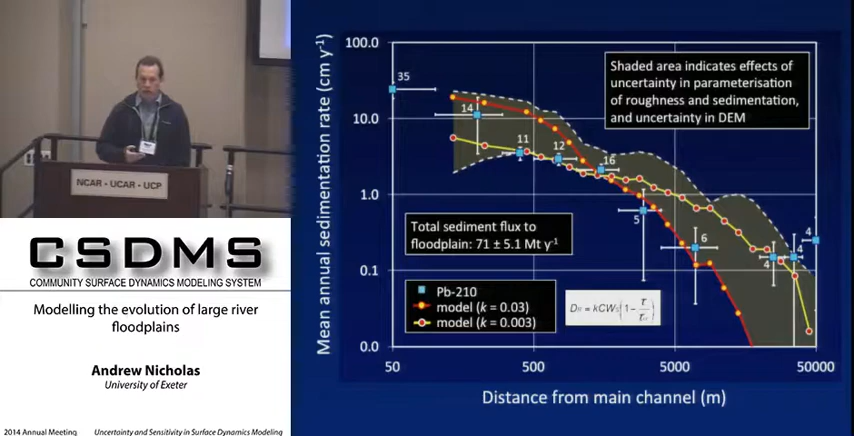 NCAR - UCAR - UCP
CSDMS
COMMUNITY SURFACE DYNAMICS MODELING SYSTEM
Modelling the evolution of large river
floodplains
Andrew Nicholas
University of Exeter
2014 Annual Meeting
Uncertainty and Sensitivity in Surface Dynamics Modeling
Mean annual sedimentation rate (cm y⁻¹)
100.0
10.0
1.0
0.1
0.0
35
14
11
12
16
5
6
4
4
4
Shaded area indicates effects of
uncertainty in parameterisation
of roughness and sedimentation,
and uncertainty in DEM
Total sediment flux to
floodplain: 71 ± 5.1 Mt y⁻¹
Pb-210
model (k = 0.03)
model (k = 0.003)
50
500
5000
50000
Distance from main channel (m)